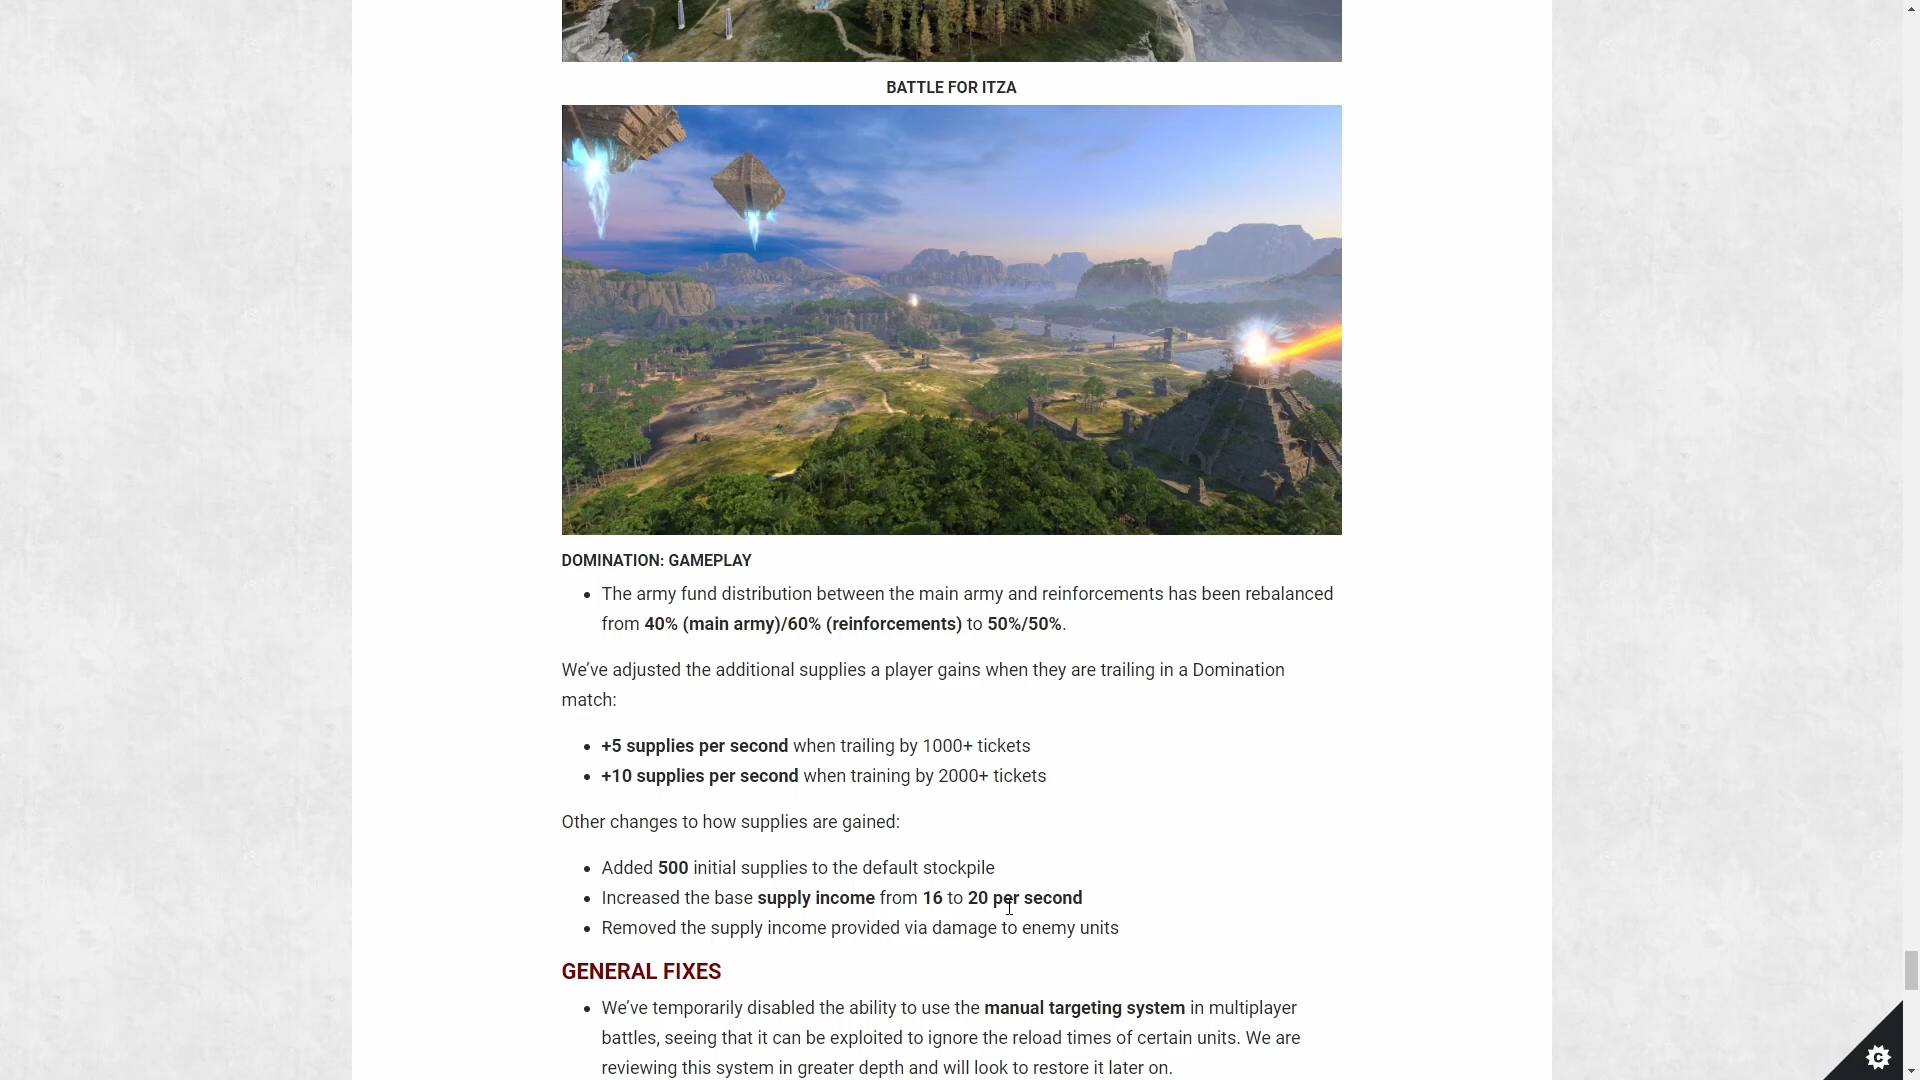 BATTLE FOR ITZA
DOMINATION: GAMEPLAY
• The army fund distribution between the main army and reinforcements has been rebalanced
from 40% (main army)/60% (reinforcements) to 50%/50%.
We’ve adjusted the additional supplies a player gains when they are trailing in a Domination
match:
• +5 supplies per second when trailing by 1000+ tickets
• +10 supplies per second when training by 2000+ tickets
Other changes to how supplies are gained:
• Added 500 initial supplies to the default stockpile
• Increased the base supply income from 16 to 20 per second
• Removed the supply income provided via damage to enemy units
GENERAL FIXES
• We’ve temporarily disabled the ability to use the manual targeting system in multiplayer
battles, seeing that it can be exploited to ignore the reload times of certain units. We are
reviewing this system in greater depth and will look to restore it later on.